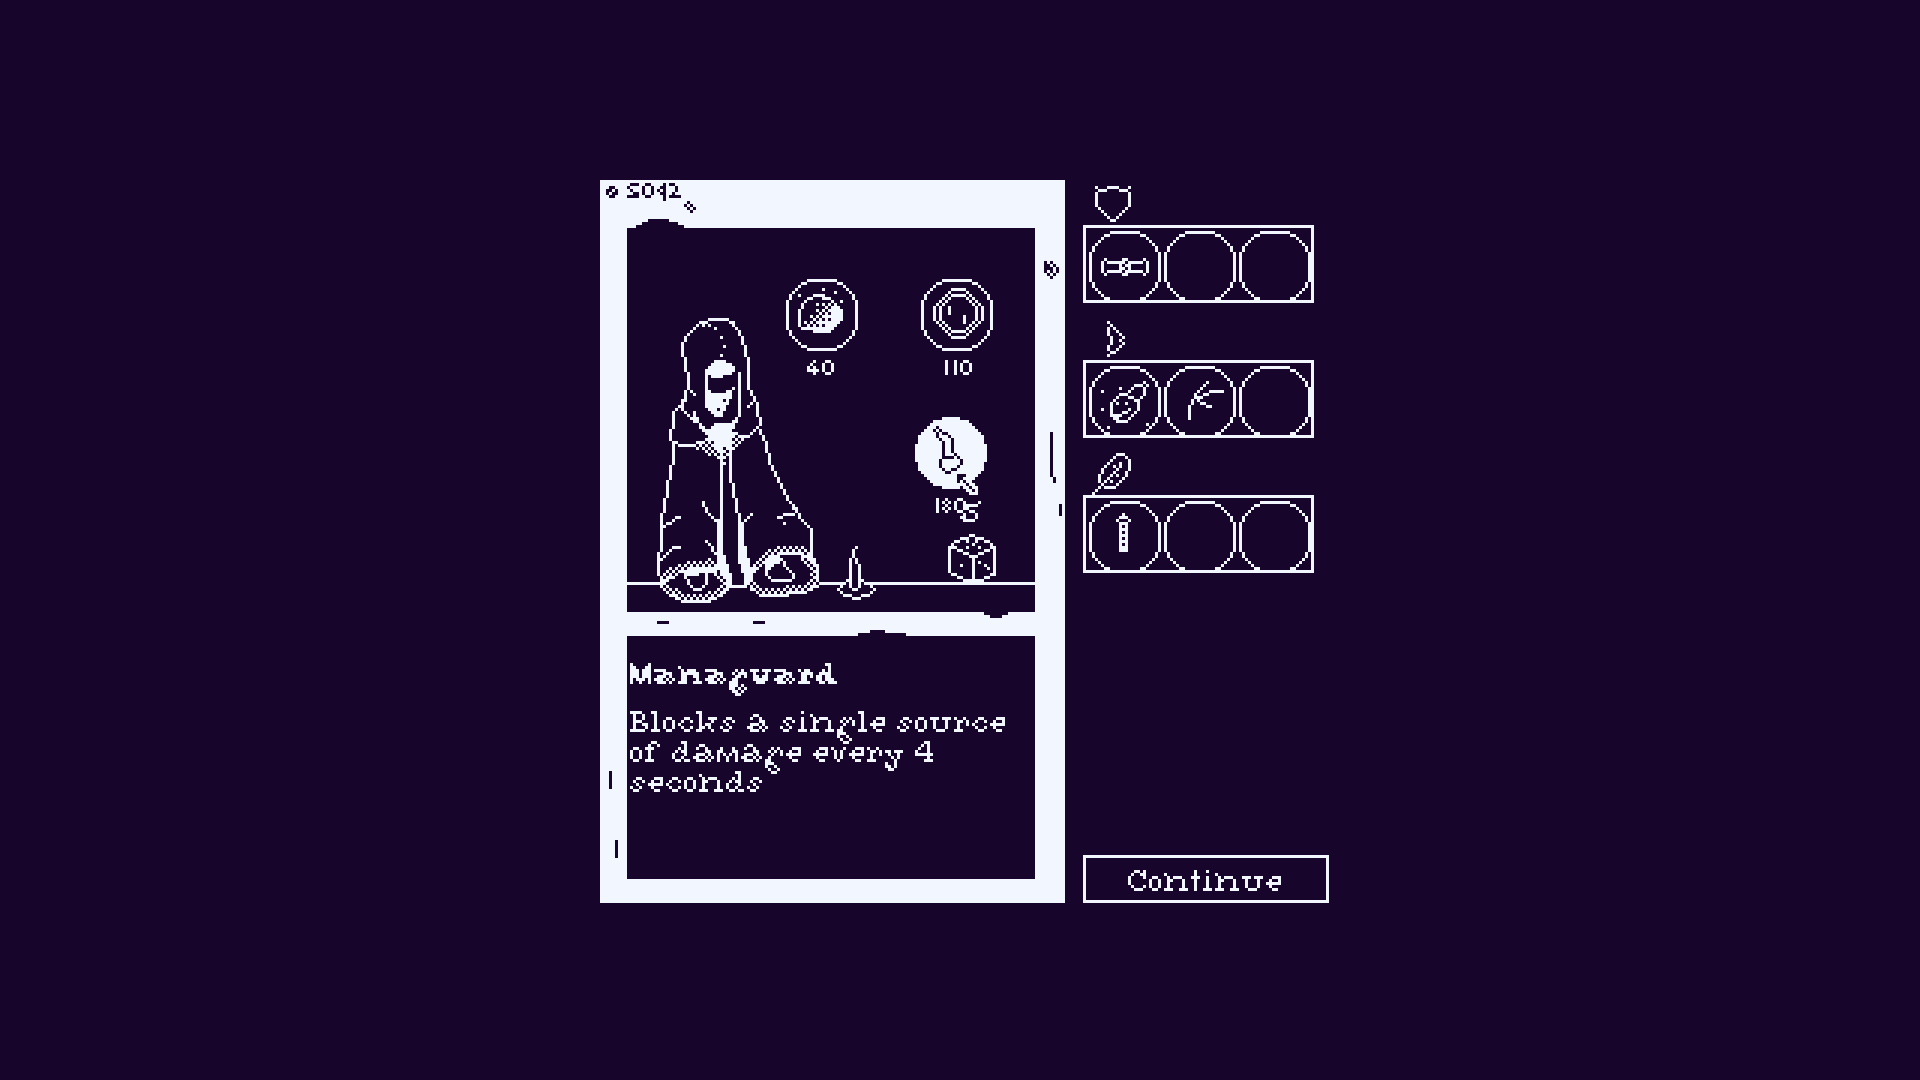 5042
40
110
180
Managuard
Blocks a single source
of damage every 4
seconds
Continue